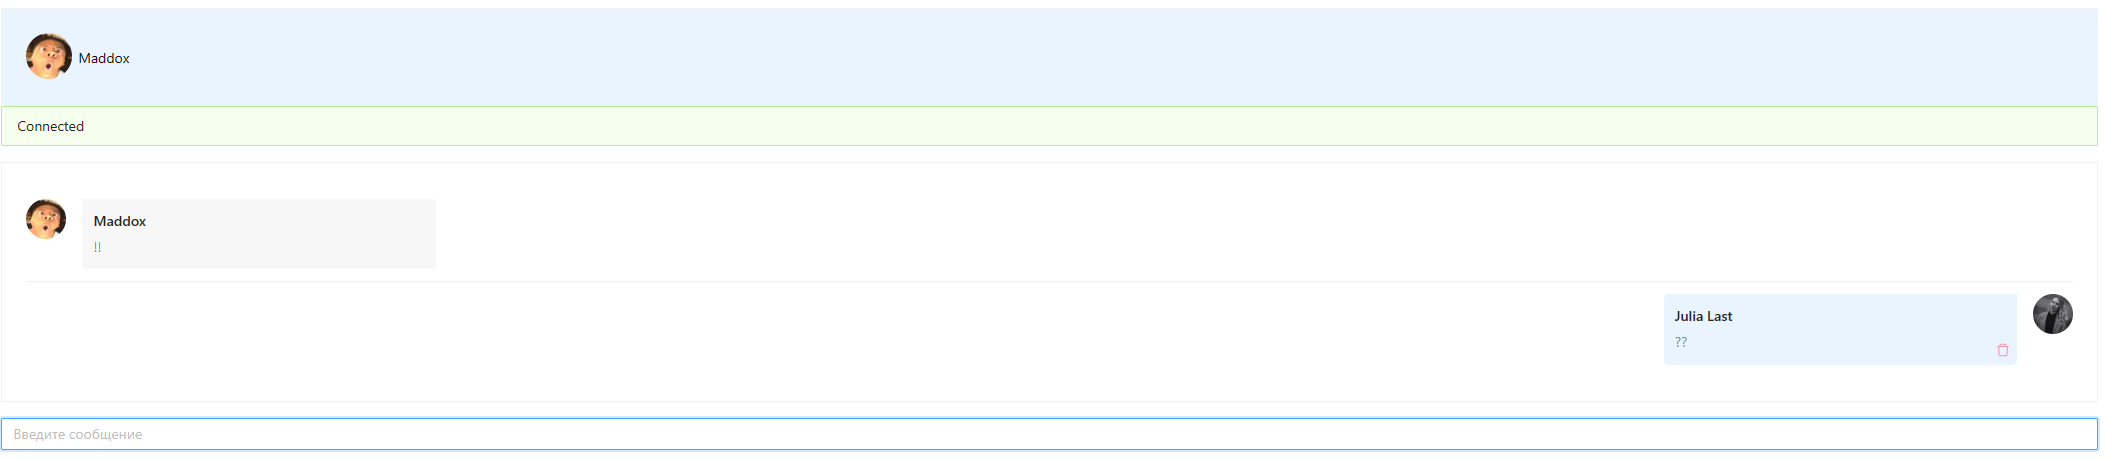 Maddox
Connected
Maddox
!!
Julia Last
??
Введите сообщение